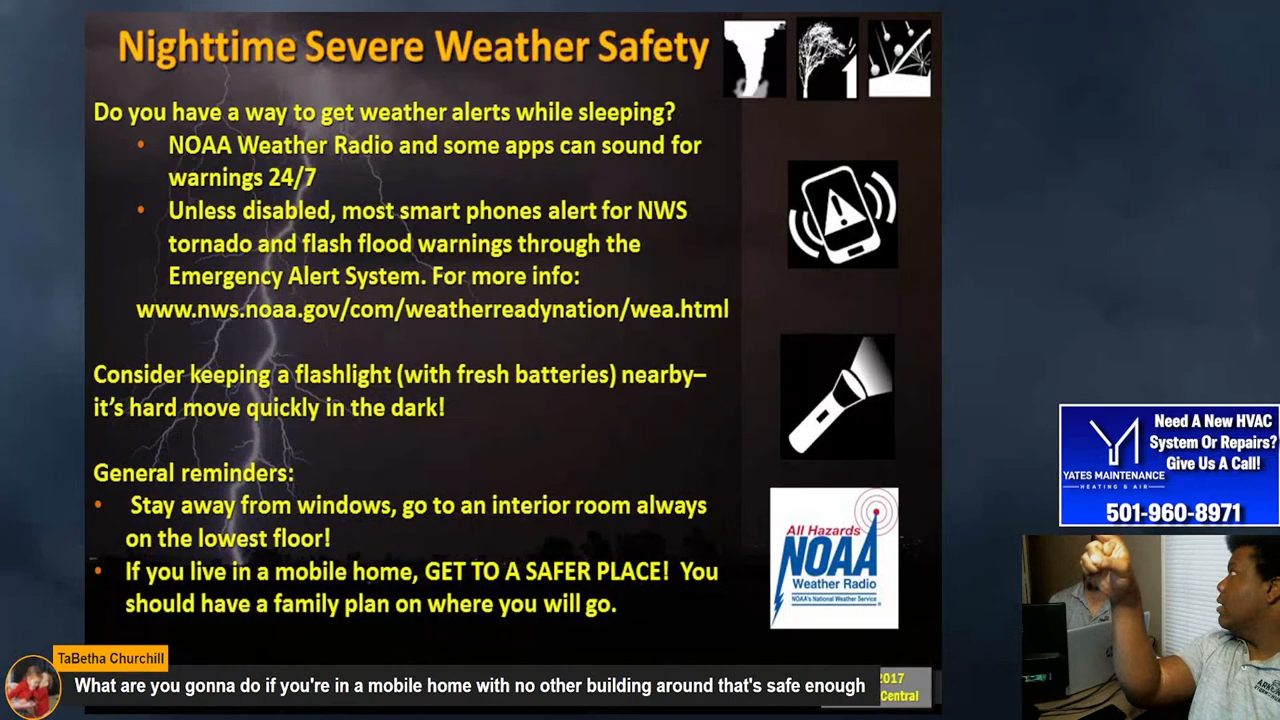 Nighttime Severe Weather Safety
Do you have a way to get weather alerts while sleeping?
• NOAA Weather Radio and some apps can sound for
warnings 24/7
• Unless disabled, most smart phones alert for NWS
tornado and flash flood warnings through the
Emergency Alert System. For more info:
www.nws.noaa.gov/com/weatherreadynation/wea.html
Consider keeping a flashlight (with fresh batteries) nearby–
it's hard move quickly in the dark!
General reminders:
• Stay away from windows, go to an interior room always
on the lowest floor!
• If you live in a mobile home, GET TO A SAFER PLACE! You
should have a family plan on where you will go.
All Hazards
NOAA
Weather Radio
NOAA's National Weather Service
2017
Central
Need A New HVAC
System Or Repairs?
Give Us A Call!
YATES MAINTENANCE
HEATING & AIR
501-960-8971
TaBetha Churchill
What are you gonna do if you're in a mobile home with no other building around that's safe enough